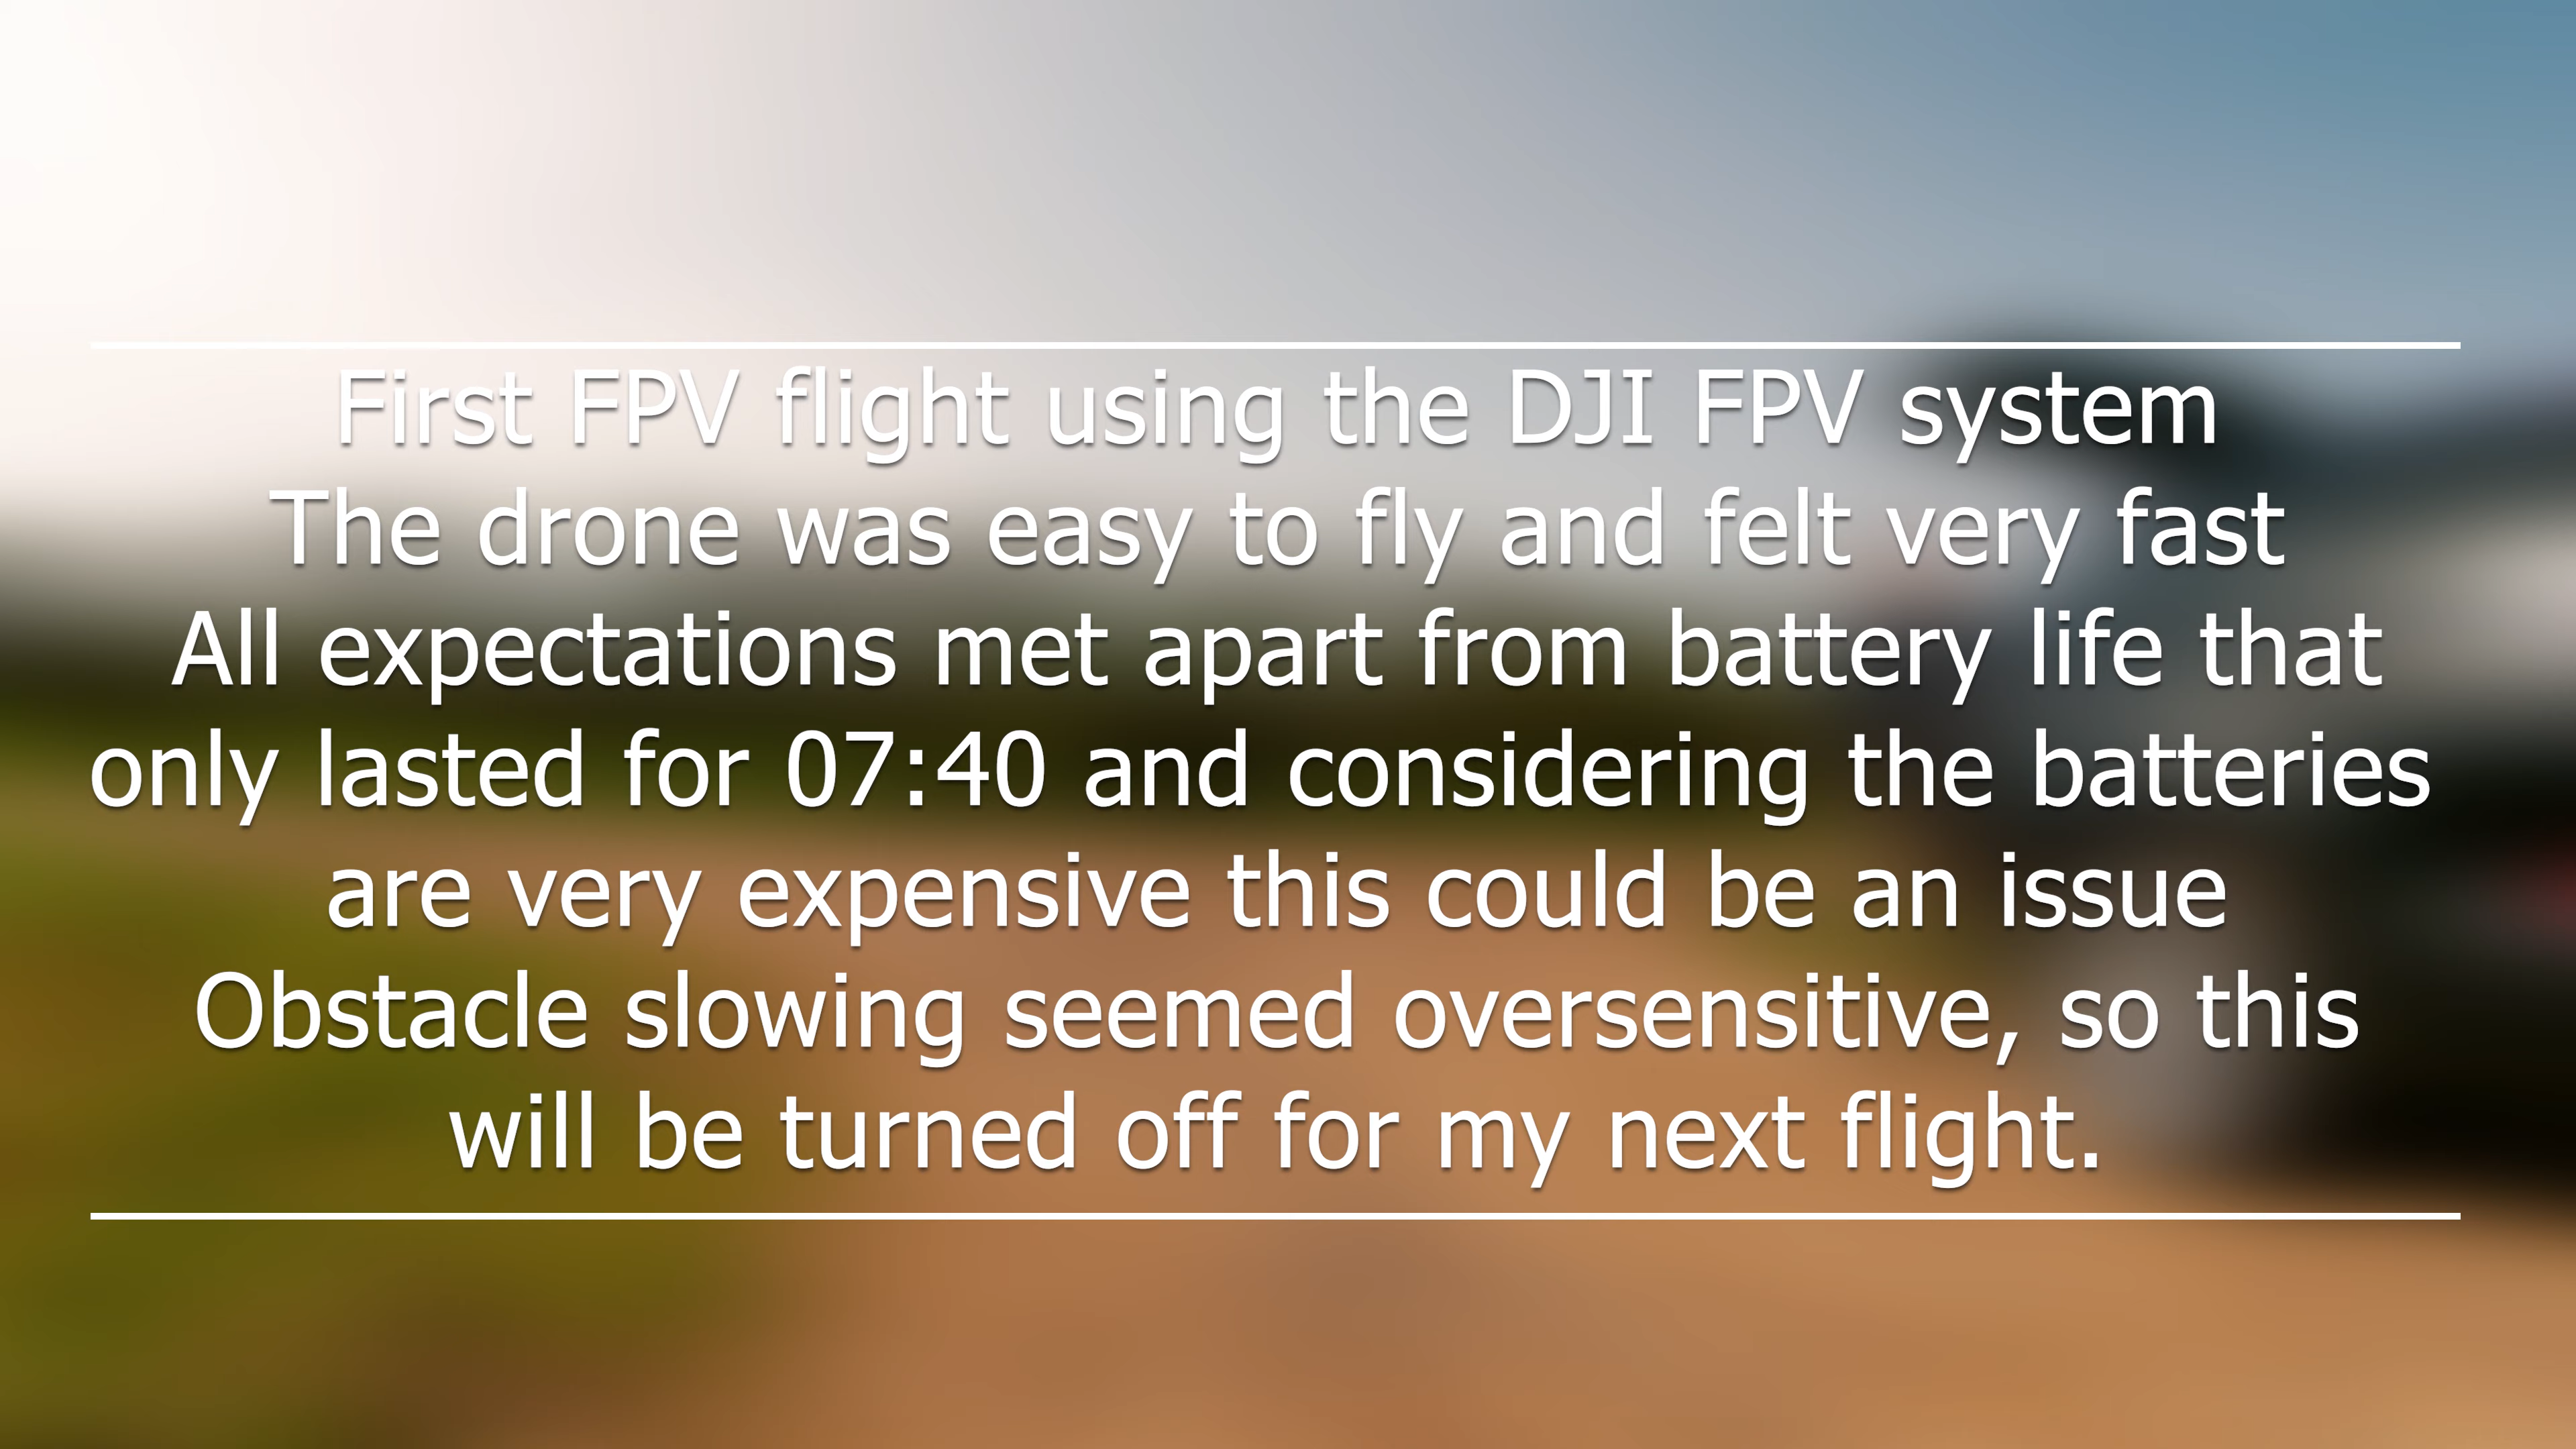 First FPV flight using the DJI FPV system
The drone was easy to fly and felt very fast
All expectations met apart from battery life that
only lasted for 07:40 and considering the batteries
are very expensive this could be an issue
Obstacle slowing seemed oversensitive, so this
will be turned off for my next flight.